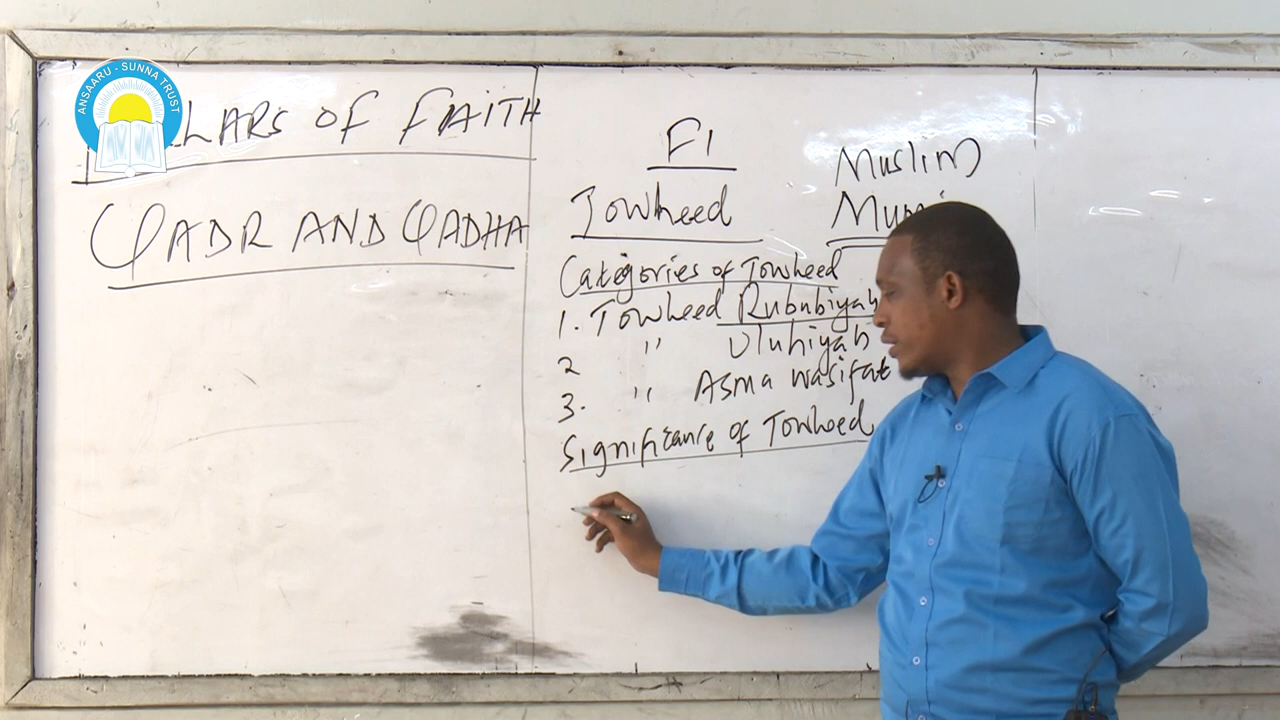 ANSAARU - SUNNA TRUST
OF FAITH
QADR AND QADHA
F1
Towheed
Muslim
Categories of Towheed
1. Towheed Rububiyah
2 " Uluhiyah
3. " Asma wasifat
Significance of Towheed